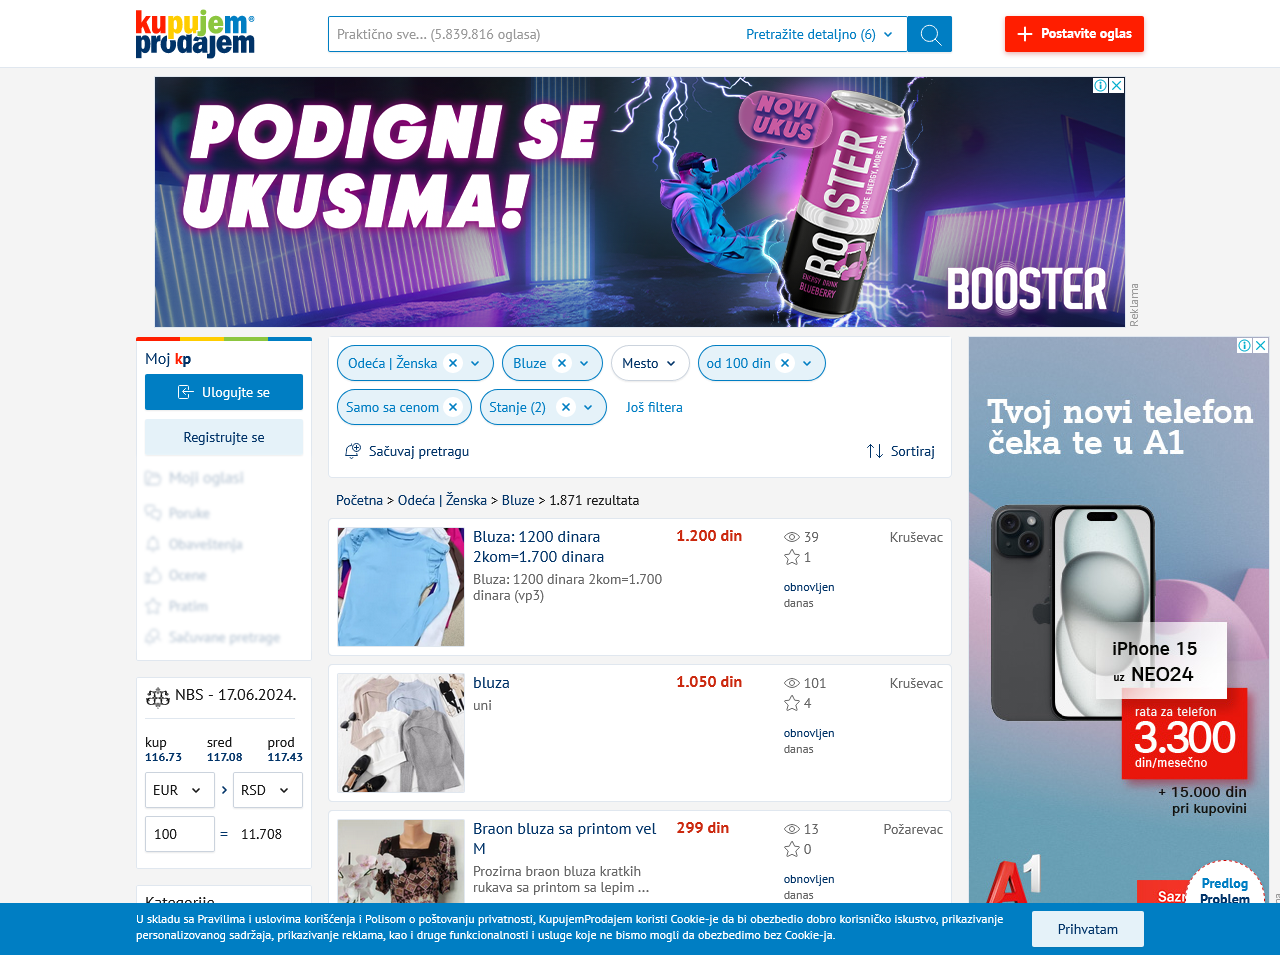 kupujem®
prodajem
Praktično sve... (5.839.816 oglasa)
Pretražite detaljno (6)
Postavite oglas
PODIGNI SE
UKUSIMA!
NOVI
UKUS
BOOSTER
MORE ENERGY, MORE FUN
ENERGY DRINK
BLUEBERRY
BOOSTER
Reklama
Moj kp
Ulogujte se
Registrujte se
Moji oglasi
Poruke
Obaveštenja
Ocene
Pratim
Sačuvane pretrage
NBS - 17.06.2024.
kup sred prod
116.73 117.08 117.43
EUR RSD
100 = 11.708
Kategorije
Odeća | Ženska
Bluze
Mesto
od 100 din
Samo sa cenom
Stanje (2)
Još filtera
Sačuvaj pretragu
Sortiraj
Početna > Odeća | Ženska > Bluze > 1.871 rezultata
Bluza: 1200 dinara
2kom=1.700 dinara
Bluza: 1200 dinara 2kom=1.700
dinara (vp3)
1.200 din
39
1
obnovljen
danas
Kruševac
bluza
uni
1.050 din
101
4
obnovljen
danas
Kruševac
Braon bluza sa printom vel
M
Prozirna braon bluza kratkih
rukava sa printom sa lepim ...
299 din
13
0
obnovljen
danas
Požarevac
Tvoj novi telefon
čeka te u A1
iPhone 15
uz NEO24
rata za telefon
3.300
din/mesečno
+ 15.000 din
pri kupovini
A1
Predlog
Problem
U skladu sa Pravilima i uslovima korišćenja i Polisom o poštovanju privatnosti, KupujemProdajem koristi Cookie-je da bi obezbedio dobro korisničko iskustvo, prikazivanje
personalizovanog sadržaja, prikazivanje reklama, kao i druge funkcionalnosti i usluge koje ne bismo mogli da obezbedimo bez Cookie-ja.
Prihvatam